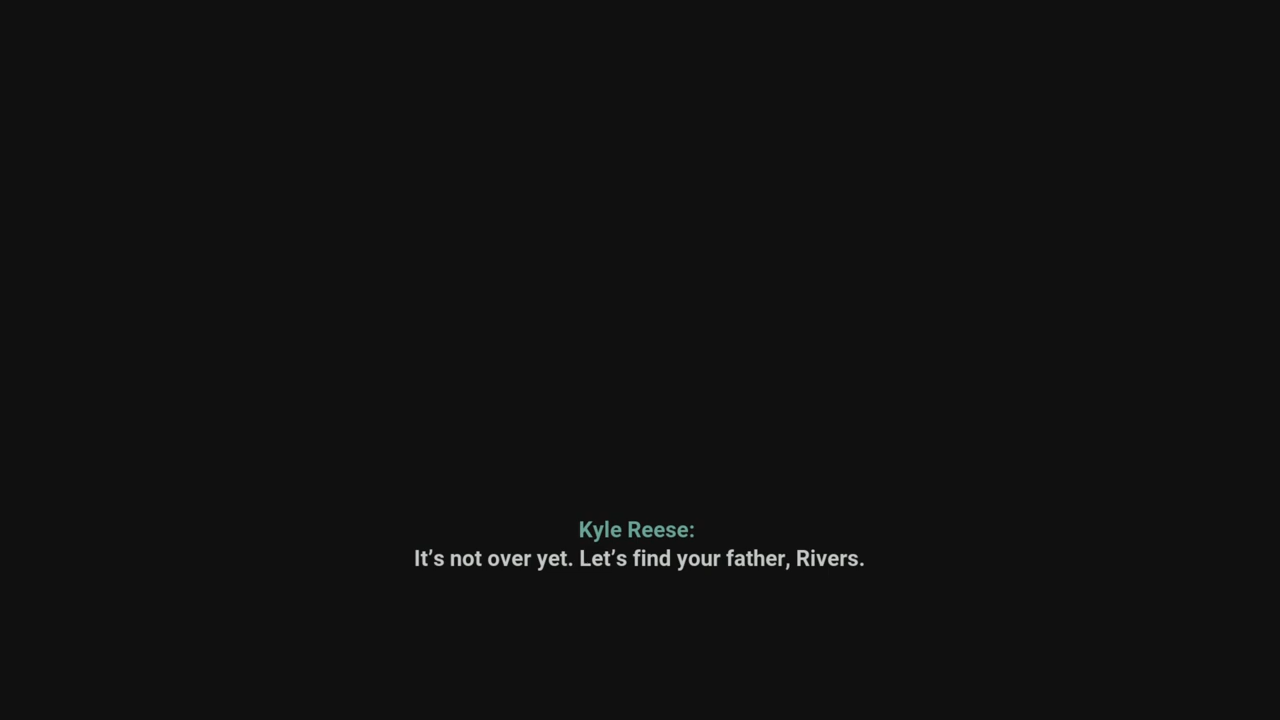 Kyle Reese:
It’s not over yet. Let’s find your father, Rivers.